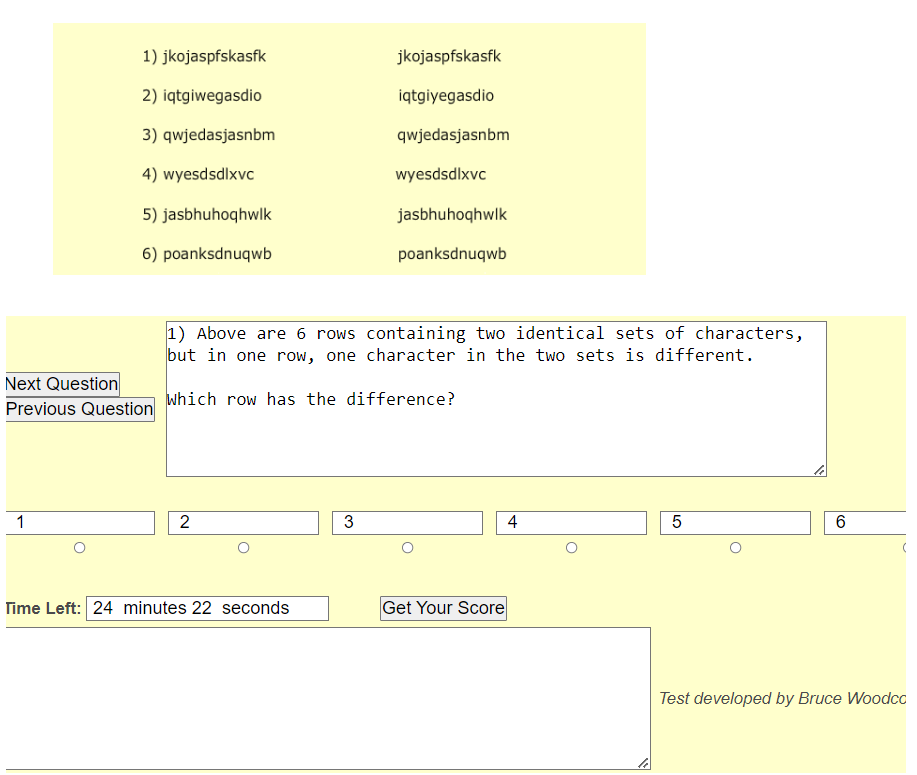 1) jkojaspfskasfk jkojaspfskasfk
2) iqtgiwegasdio iqtgiyegasdio
3) qwjedasjasnbm qwjedasjasnbm
4) wyesdsdlxvc wyesdsdlxvc
5) jasbhuhoqhwlk jasbhuhoqhwlk
6) poanksdnuqwb poanksdnuqwb
1) Above are 6 rows containing two identical sets of characters,
but in one row, one character in the two sets is different.
Which row has the difference?
Next Question
Previous Question
1 2 3 4 5 6
Time Left: 24 minutes 22 seconds Get Your Score
Test developed by Bruce Woodco